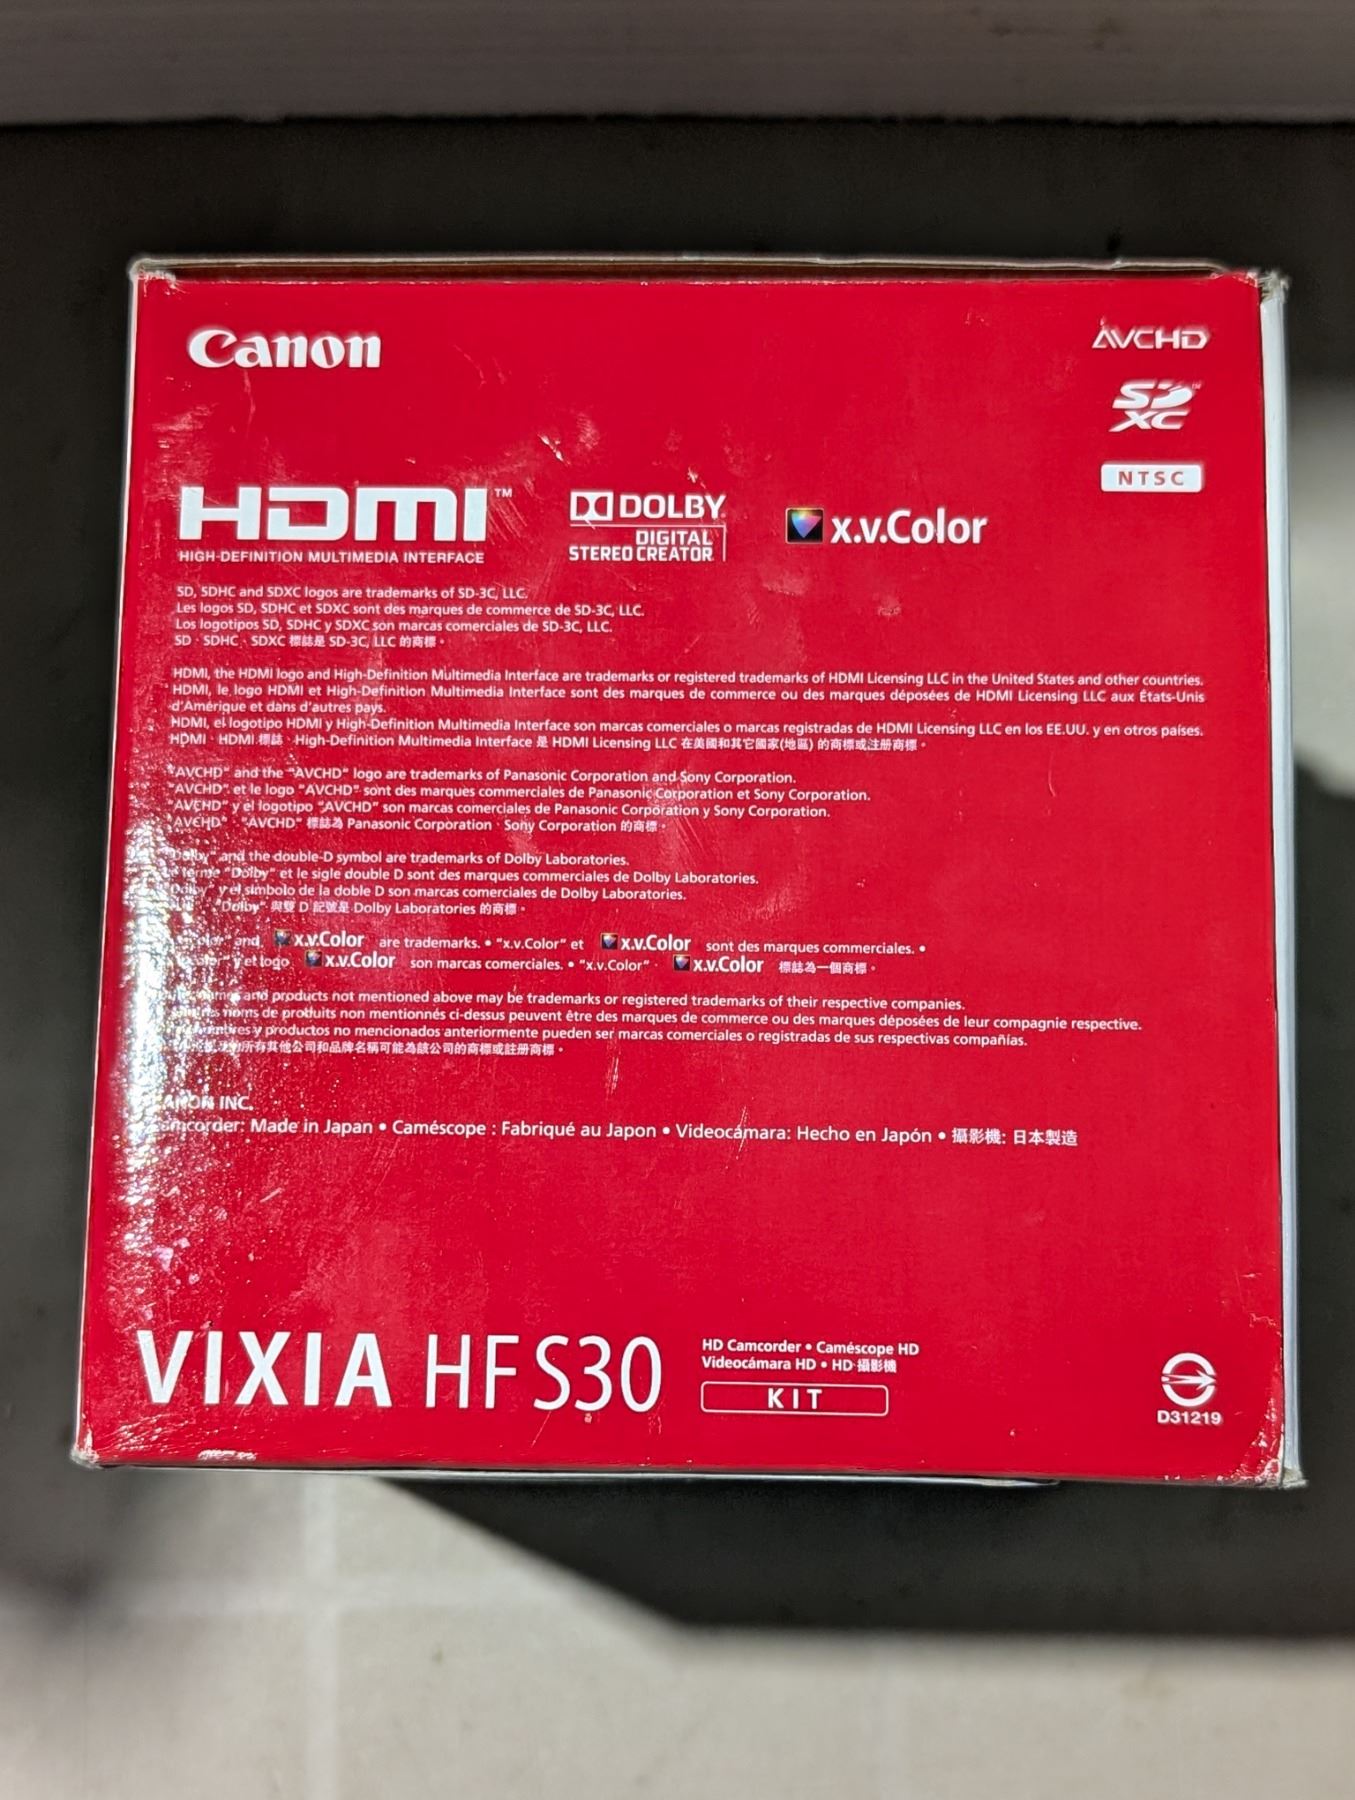 Canon
AVCHD
SD
XC
NTSC
HDMI™
HIGH-DEFINITION MULTIMEDIA INTERFACE
DOLBY
DIGITAL
STEREO CREATOR
x.v.Color
SD, SDHC and SDXC logos are trademarks of SD-3C, LLC.
Les logos SD, SDHC et SDXC sont des marques de commerce de SD-3C, LLC.
Los logotipos SD, SDHC y SDXC son marcas comerciales de SD-3C, LLC.
SD、SDHC、SDXC 標誌是 SD-3C, LLC 的商標。
HDMI, the HDMI logo and High-Definition Multimedia Interface are trademarks or registered trademarks of HDMI Licensing LLC in the United States and other countries.
HDMI, le logo HDMI et High-Definition Multimedia Interface sont des marques de commerce ou des marques déposées de HDMI Licensing LLC aux États-Unis
d'Amérique et dans d'autres pays.
HDMI, el logotipo HDMI y High-Definition Multimedia Interface son marcas comerciales o marcas registradas de HDMI Licensing LLC en los EE.UU. y en otros países.
HDMI、HDMI 標誌、High-Definition Multimedia Interface 是 HDMI Licensing LLC 在美國和其它國家(地區) 的商標或注册商標。
"AVCHD" and the "AVCHD" logo are trademarks of Panasonic Corporation and Sony Corporation.
"AVCHD" et le logo "AVCHD" sont des marques commerciales de Panasonic Corporation et Sony Corporation.
"AVCHD" y el logotipo "AVCHD" son marcas comerciales de Panasonic Corporation y Sony Corporation.
"AVCHD"、"AVCHD" 標誌為 Panasonic Corporation、Sony Corporation 的商標。
"Dolby" and the double-D symbol are trademarks of Dolby Laboratories.
terme "Dolby" et le sigle double D sont des marques commerciales de Dolby Laboratories.
"Dolby" y el símbolo de la doble D son marcas comerciales de Dolby Laboratories.
"Dolby" 與雙 D 記號是 Dolby Laboratories 的商標。
and x.v.Color are trademarks. • "x.v.Color" et x.v.Color sont des marques commerciales. •
y el logo x.v.Color son marcas comerciales. • "x.v.Color"、 x.v.Color 標誌為一個商標。
names and products not mentioned above may be trademarks or registered trademarks of their respective companies.
noms de produits non mentionnés ci-dessus peuvent être des marques de commerce ou des marques déposées de leur compagnie respective.
y productos no mencionados anteriormente pueden ser marcas comerciales o registradas de sus respectivas compañías.
所有其他公司和品牌名稱可能為該公司的商標或註册商標。
CANON INC.
Camcorder: Made in Japan • Caméscope : Fabriqué au Japon • Videocámara: Hecho en Japón • 攝影機: 日本製造
VIXIA HF S30
HD Camcorder • Caméscope HD
Videocámara HD • HD 攝影機
KIT
D31219